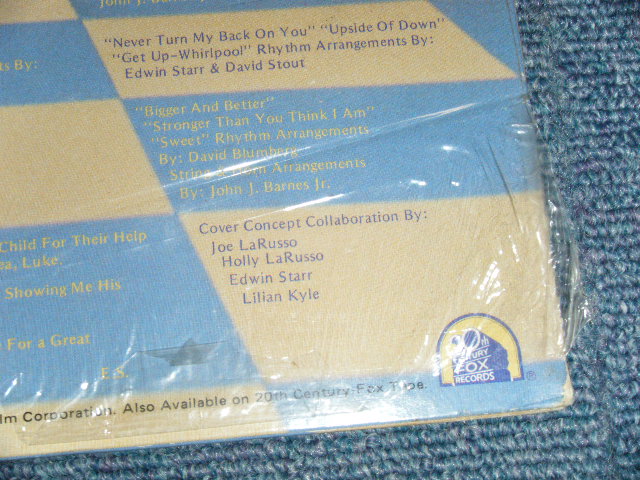 "Never Turn My Back On You" "Upside Of Down"
"Get Up-Whirlpool" Rhythm Arrangements By:
Edwin Starr & David Stout
ts By:
"Bigger And Better"
"Stronger Than You Think I Am"
"Sweet" Rhythm Arrangements
By: David Blumberg
String & Horn Arrangements
By: John J. Barnes Jr.
Cover Concept Collaboration By:
Joe LaRusso
Holly LaRusso
Edwin Starr
Lilian Kyle
Child For Their Help
ea, Luke.
Showing Me His
For a Great
E.S.
20th
CENTURY
FOX
RECORDS
®
lm Corporation. Also Available on 20th Century-Fox Tape.